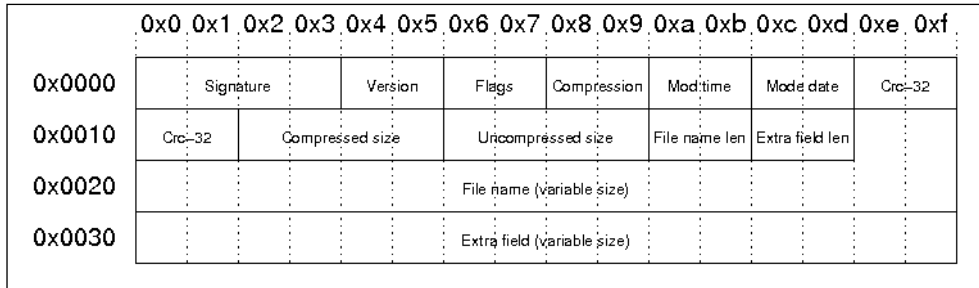 0x0 0x1 0x2 0x3 0x4 0x5 0x6 0x7 0x8 0x9 0xa 0xb 0xc 0xd 0xe 0xf
0x0000 Signature Version Flags Compression Mod time Mode date Crc-32
0x0010 Crc-32 Compressed size Uncompressed size File name len Extra field len
0x0020 File name (variable size)
0x0030 Extra field (variable size)